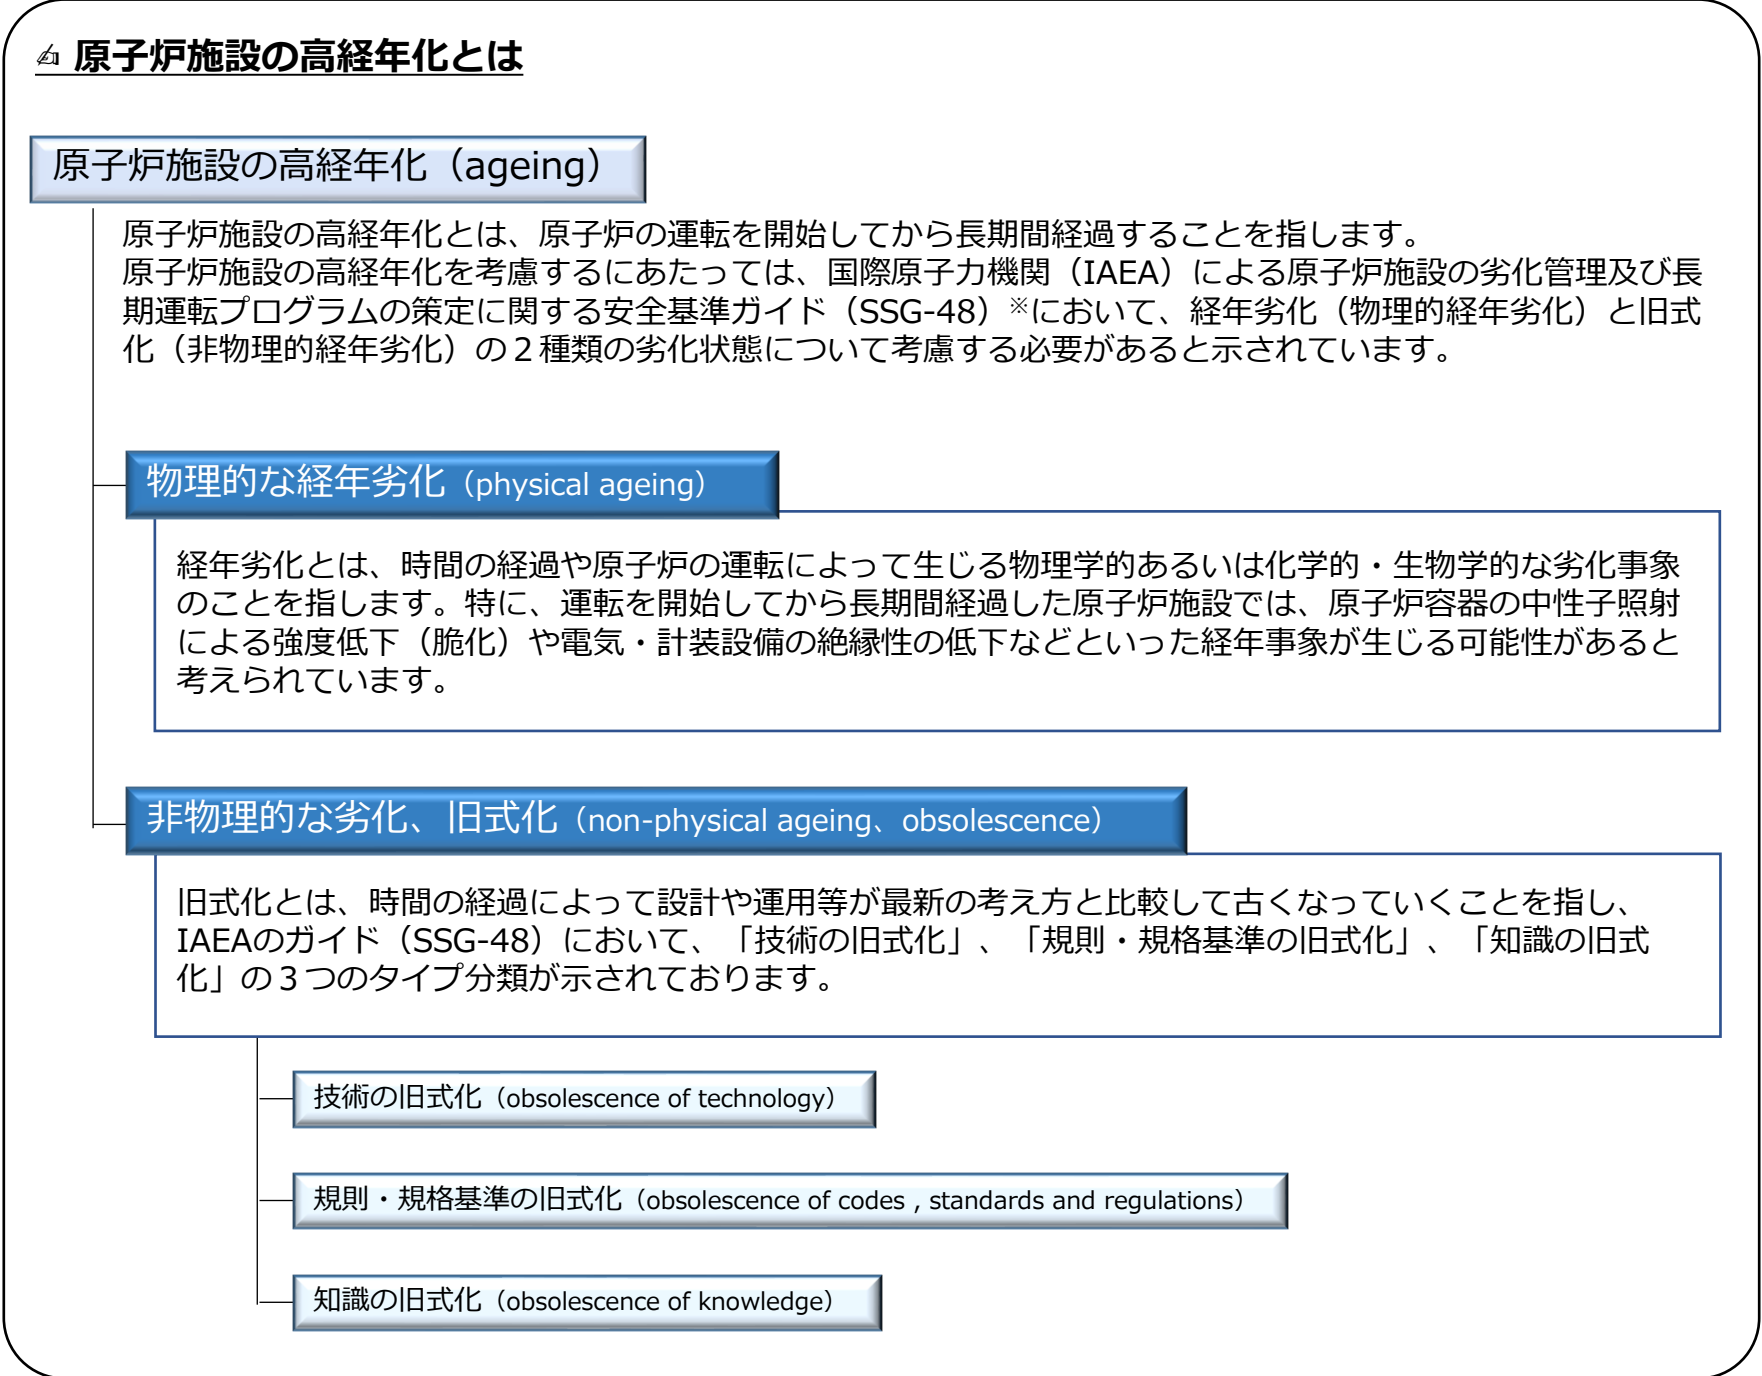 ✍ 原子炉施設の高経年化とは
原子炉施設の高経年化（ageing）
原子炉施設の高経年化とは、原子炉の運転を開始してから長期間経過することを指します。
原子炉施設の高経年化を考慮するにあたっては、国際原子力機関（IAEA）による原子炉施設の劣化管理及び長
期運転プログラムの策定に関する安全基準ガイド（SSG-48）※において、経年劣化（物理的経年劣化）と旧式
化（非物理的経年劣化）の２種類の劣化状態について考慮する必要があると示されています。
物理的な経年劣化（physical ageing）
経年劣化とは、時間の経過や原子炉の運転によって生じる物理学的あるいは化学的・生物学的な劣化事象
のことを指します。特に、運転を開始してから長期間経過した原子炉施設では、原子炉容器の中性子照射
による強度低下（脆化）や電気・計装設備の絶縁性の低下などといった経年事象が生じる可能性があると
考えられています。
非物理的な劣化、旧式化（non-physical ageing、obsolescence）
旧式化とは、時間の経過によって設計や運用等が最新の考え方と比較して古くなっていくことを指し、
IAEAのガイド（SSG-48）において、「技術の旧式化」、「規則・規格基準の旧式化」、「知識の旧式
化」の３つのタイプ分類が示されております。
技術の旧式化（obsolescence of technology）
規則・規格基準の旧式化（obsolescence of codes , standards and regulations）
知識の旧式化（obsolescence of knowledge）